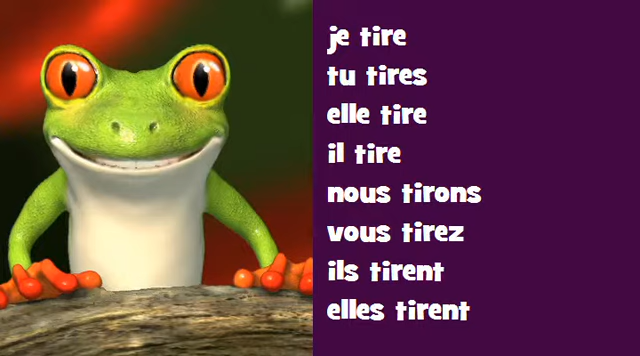 je tire
tu tires
elle tire
il tire
nous tirons
vous tirez
ils tirent
elles tirent